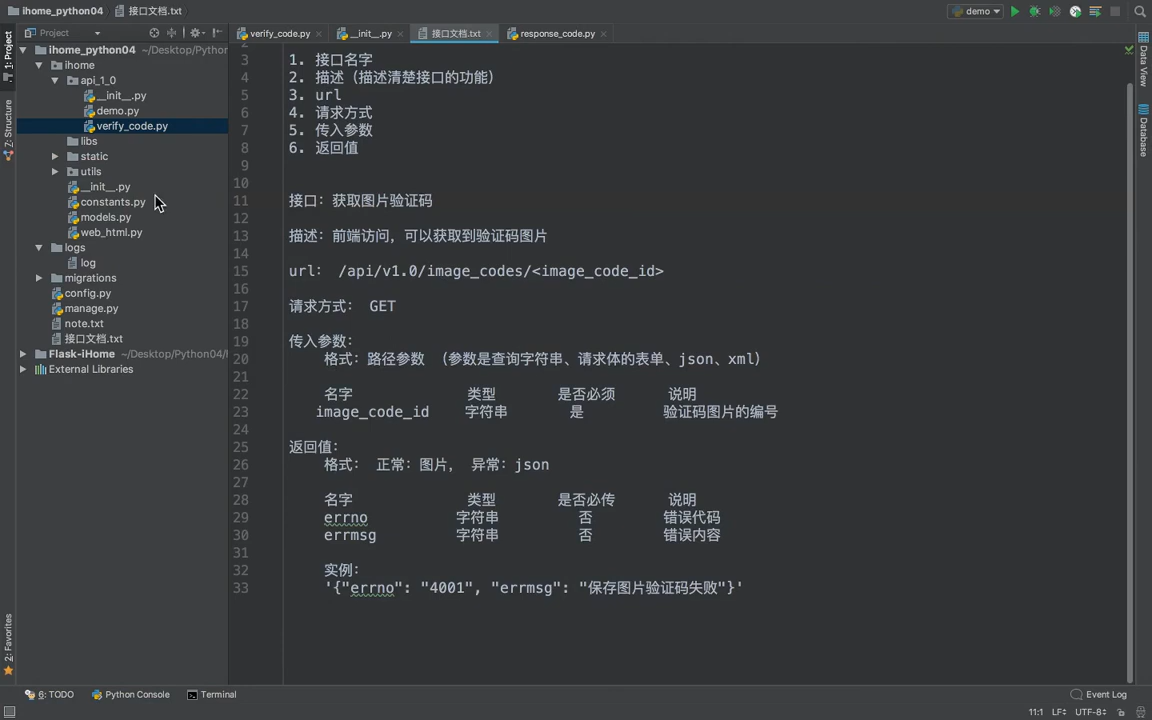 ihome_python04
接口文档.txt
demo
Project
verify_code.py
__init__.py
接口文档.txt
response_code.py
1: Project
Z: Structure
2: Favorites
ihome_python04 ~/Desktop/Python
ihome
api_1_0
__init__.py
demo.py
verify_code.py
libs
static
utils
__init__.py
constants.py
models.py
web_html.py
logs
log
migrations
config.py
manage.py
note.txt
接口文档.txt
Flask-iHome ~/Desktop/Python04/
External Libraries
3 1. 接口名字
4 2. 描述（描述清楚接口的功能）
5 3. url
6 4. 请求方式
7 5. 传入参数
8 6. 返回值
9
10
11 接口：获取图片验证码
12
13 描述：前端访问，可以获取到验证码图片
14
15 url： /api/v1.0/image_codes/<image_code_id>
16
17 请求方式： GET
18
19 传入参数：
20 格式：路径参数 （参数是查询字符串、请求体的表单、json、xml）
21
22 名字 类型 是否必须 说明
23 image_code_id 字符串 是 验证码图片的编号
24
25 返回值：
26 格式： 正常：图片， 异常：json
27
28 名字 类型 是否必传 说明
29 errno 字符串 否 错误代码
30 errmsg 字符串 否 错误内容
31
32 实例：
33 '{"errno": "4001", "errmsg": "保存图片验证码失败"}'
Data View
Database
6: TODO
Python Console
Terminal
Event Log
11:1 LF÷ UTF-8÷